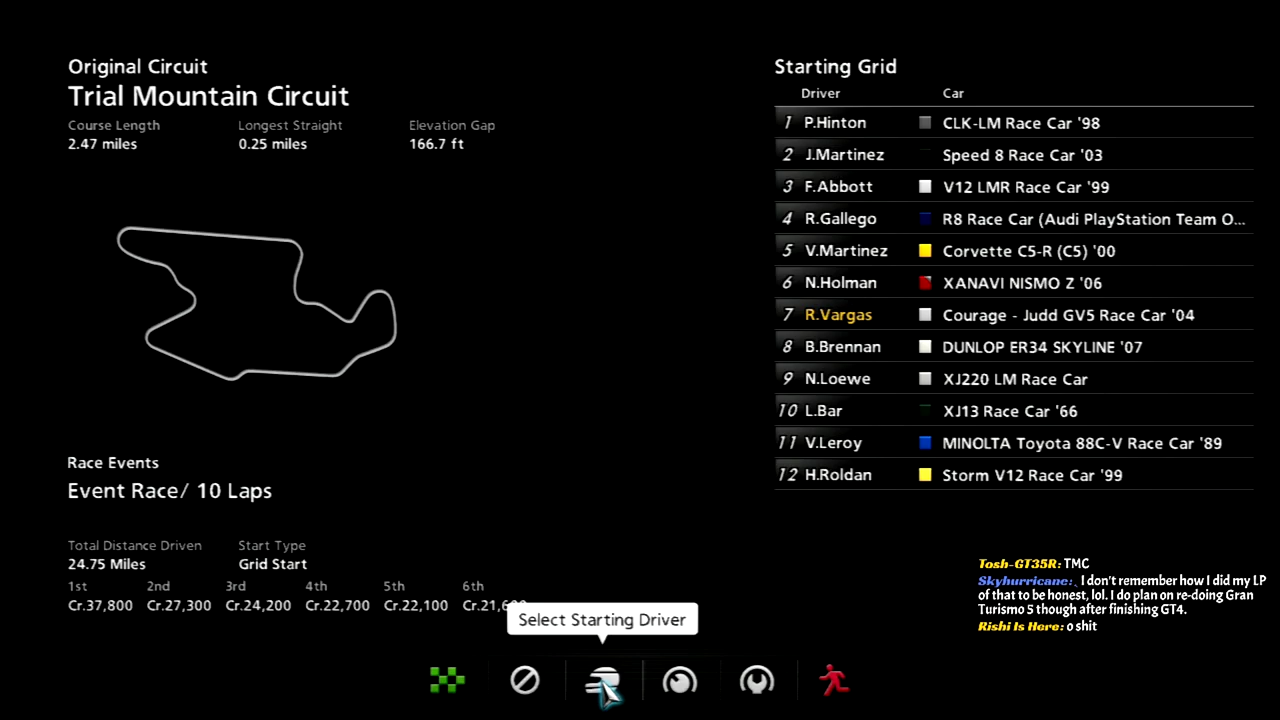 Original Circuit
Trial Mountain Circuit
Course Length Longest Straight Elevation Gap
2.47 miles 0.25 miles 166.7 ft
Race Events
Event Race/ 10 Laps
Total Distance Driven Start Type
24.75 Miles Grid Start
1st 2nd 3rd 4th 5th 6th
Cr.37,800 Cr.27,300 Cr.24,200 Cr.22,700 Cr.22,100 Cr.21,6
Select Starting Driver
Starting Grid
Driver Car
1 P.Hinton CLK-LM Race Car '98
2 J.Martinez Speed 8 Race Car '03
3 F.Abbott V12 LMR Race Car '99
4 R.Gallego R8 Race Car (Audi PlayStation Team O...
5 V.Martinez Corvette C5-R (C5) '00
6 N.Holman XANAVI NISMO Z '06
7 R.Vargas Courage - Judd GV5 Race Car '04
8 B.Brennan DUNLOP ER34 SKYLINE '07
9 N.Loewe XJ220 LM Race Car
10 L.Bar XJ13 Race Car '66
11 V.Leroy MINOLTA Toyota 88C-V Race Car '89
12 H.Roldan Storm V12 Race Car '99
Tosh-GT35R: TMC
Skyhurricane: I don't remember how I did my LP
of that to be honest, lol. I do plan on re-doing Gran
Turismo 5 though after finishing GT4.
Rishi Is Here: o shit